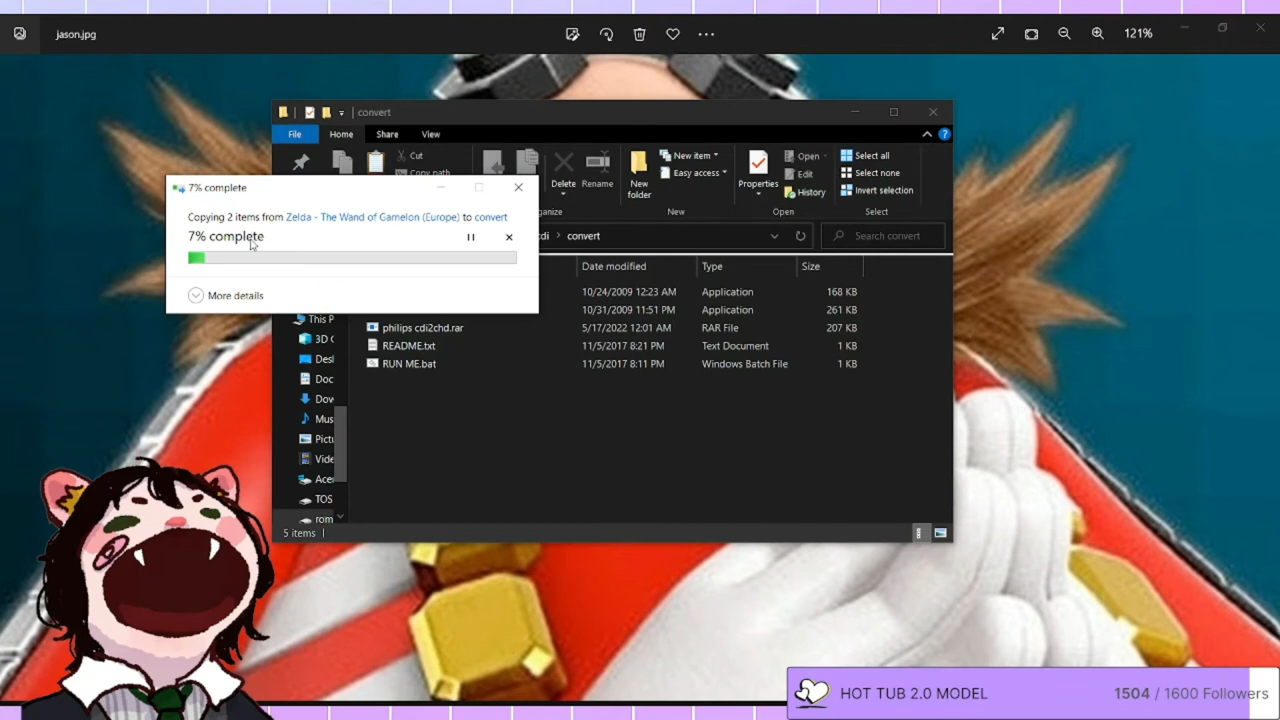 jason.jpg
121%
convert
File
Home
Share
View
?
Cut
Copy path
Delete
Rename
New folder
New item
Easy access
Properties
Open
Edit
History
Select all
Select none
Invert selection
New
Open
Select
cdi > convert
Search convert
7% complete
Copying 2 items from Zelda - The Wand of Gamelon (Europe) to convert
7% complete
More details
Date modified
Type
Size
10/24/2009 12:23 AM
Application
168 KB
10/31/2009 11:51 PM
Application
261 KB
philips cdi2chd.rar
5/17/2022 12:01 AM
RAR File
207 KB
README.txt
11/5/2017 8:21 PM
Text Document
1 KB
RUN ME.bat
11/5/2017 8:11 PM
Windows Batch File
1 KB
This P
3D
Desl
Doc
Dow
Mus
Pictu
Vide
Acer
TOS
rom
5 items
HOT TUB 2.0 MODEL
1504 / 1600 Followers